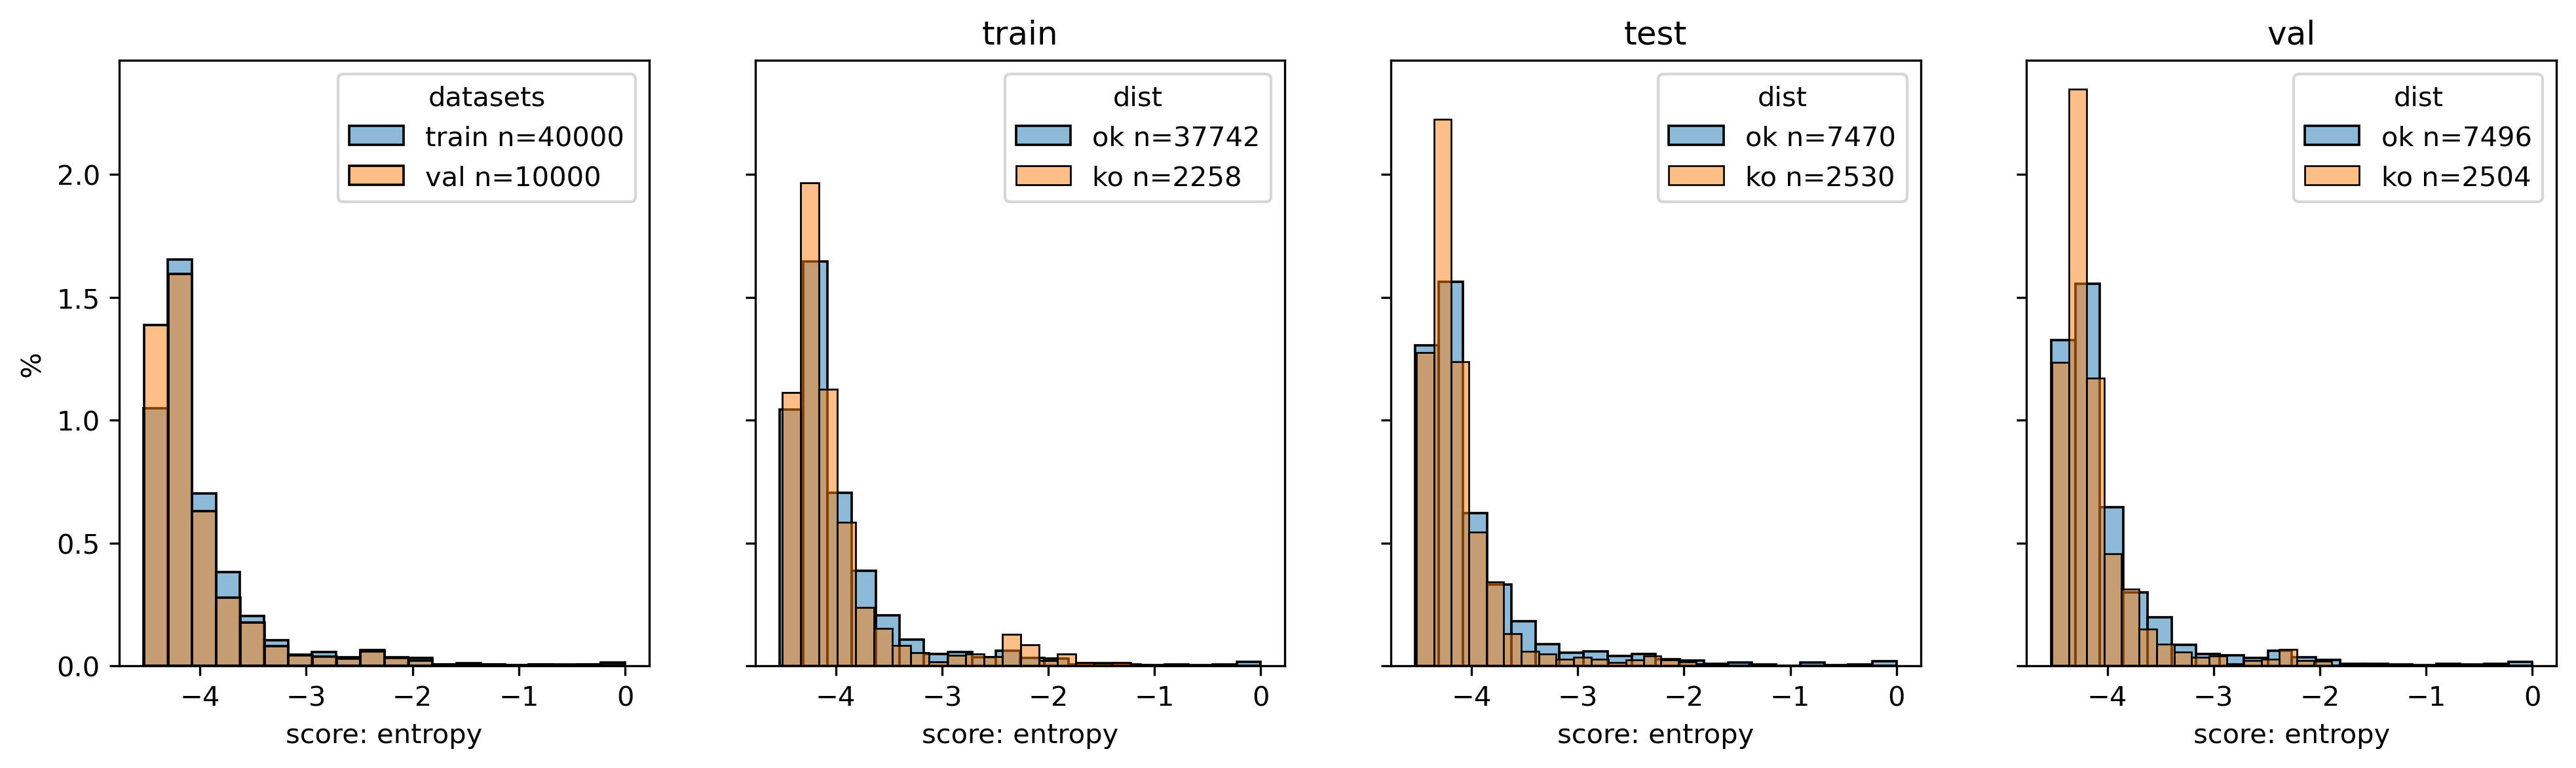 %
2.0
1.5
1.0
0.5
0.0
datasets
train n=40000
val n=10000
−4 −3 −2 −1 0
score: entropy
train
dist
ok n=37742
ko n=2258
−4 −3 −2 −1 0
score: entropy
test
dist
ok n=7470
ko n=2530
−4 −3 −2 −1 0
score: entropy
val
dist
ok n=7496
ko n=2504
−4 −3 −2 −1 0
score: entropy